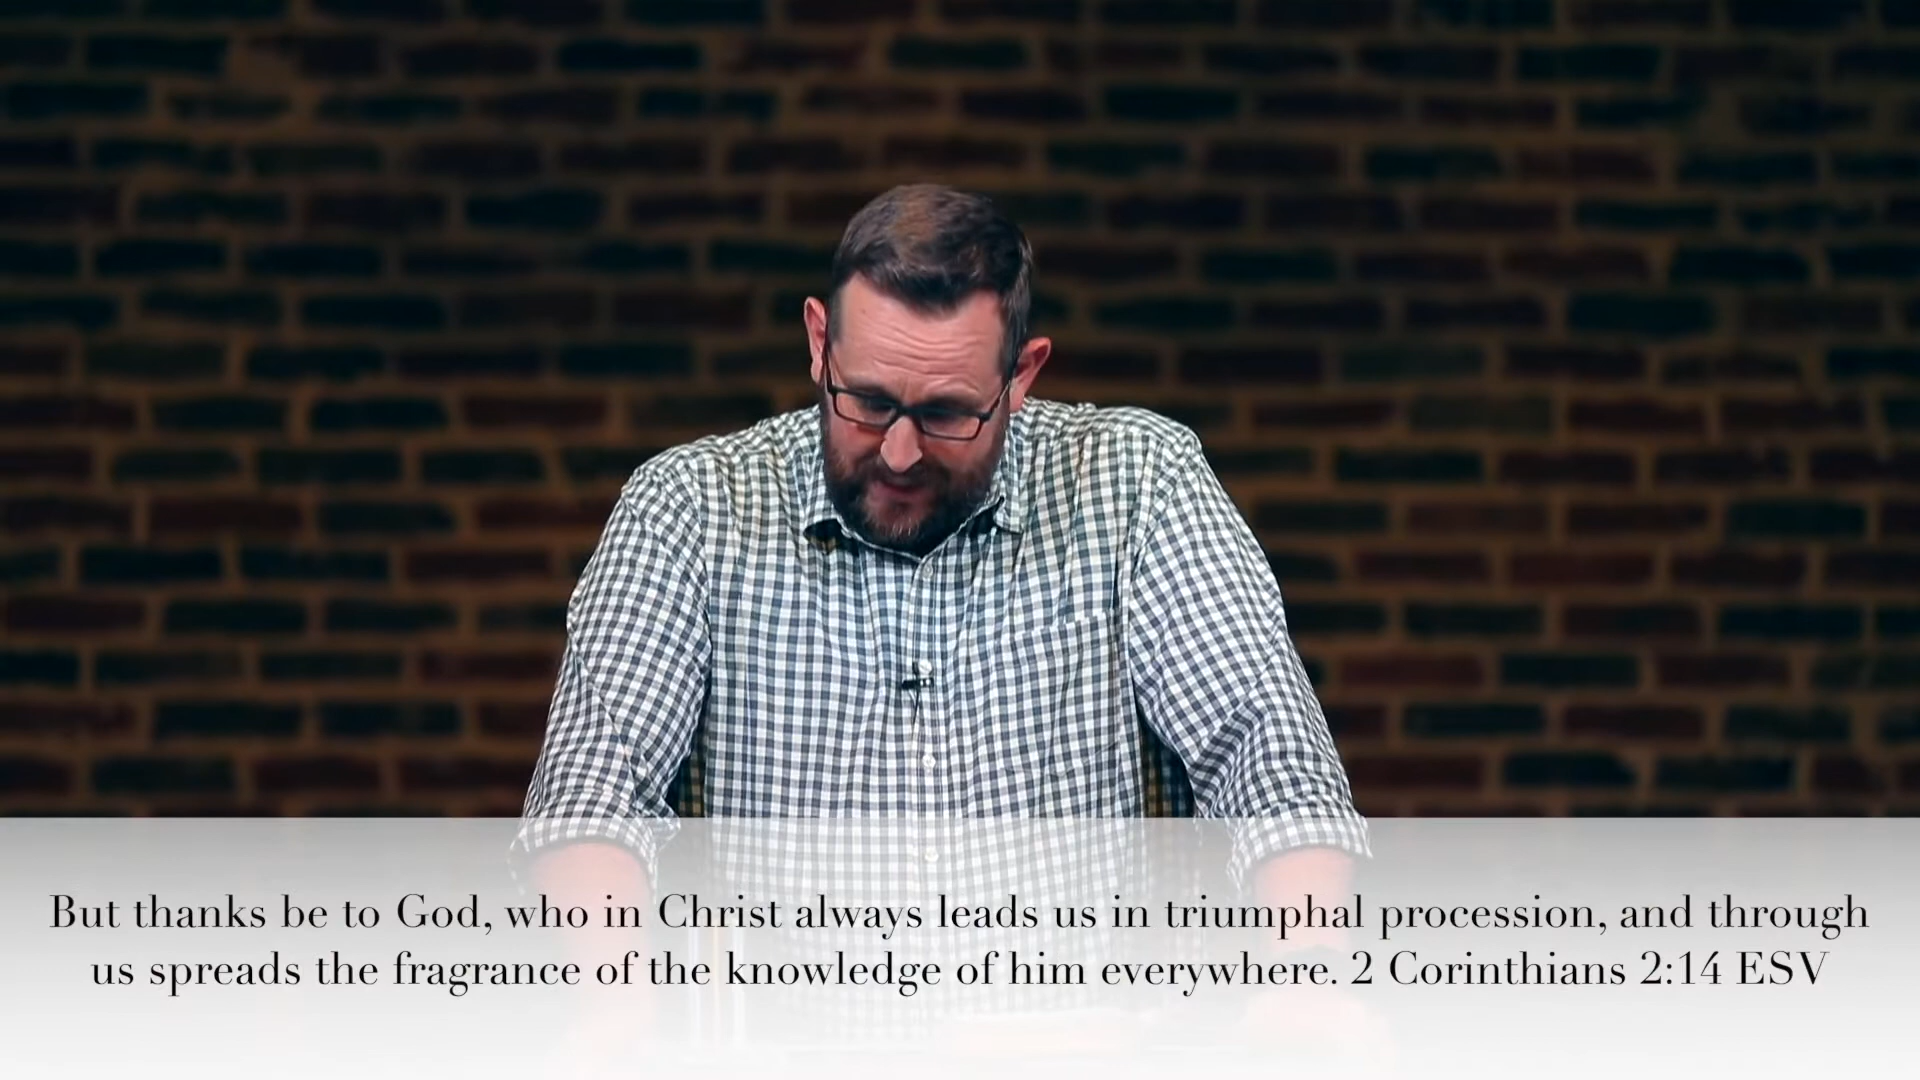 But thanks be to God, who in Christ always leads us in triumphal procession, and through
us spreads the fragrance of the knowledge of him everywhere. 2 Corinthians 2:14 ESV